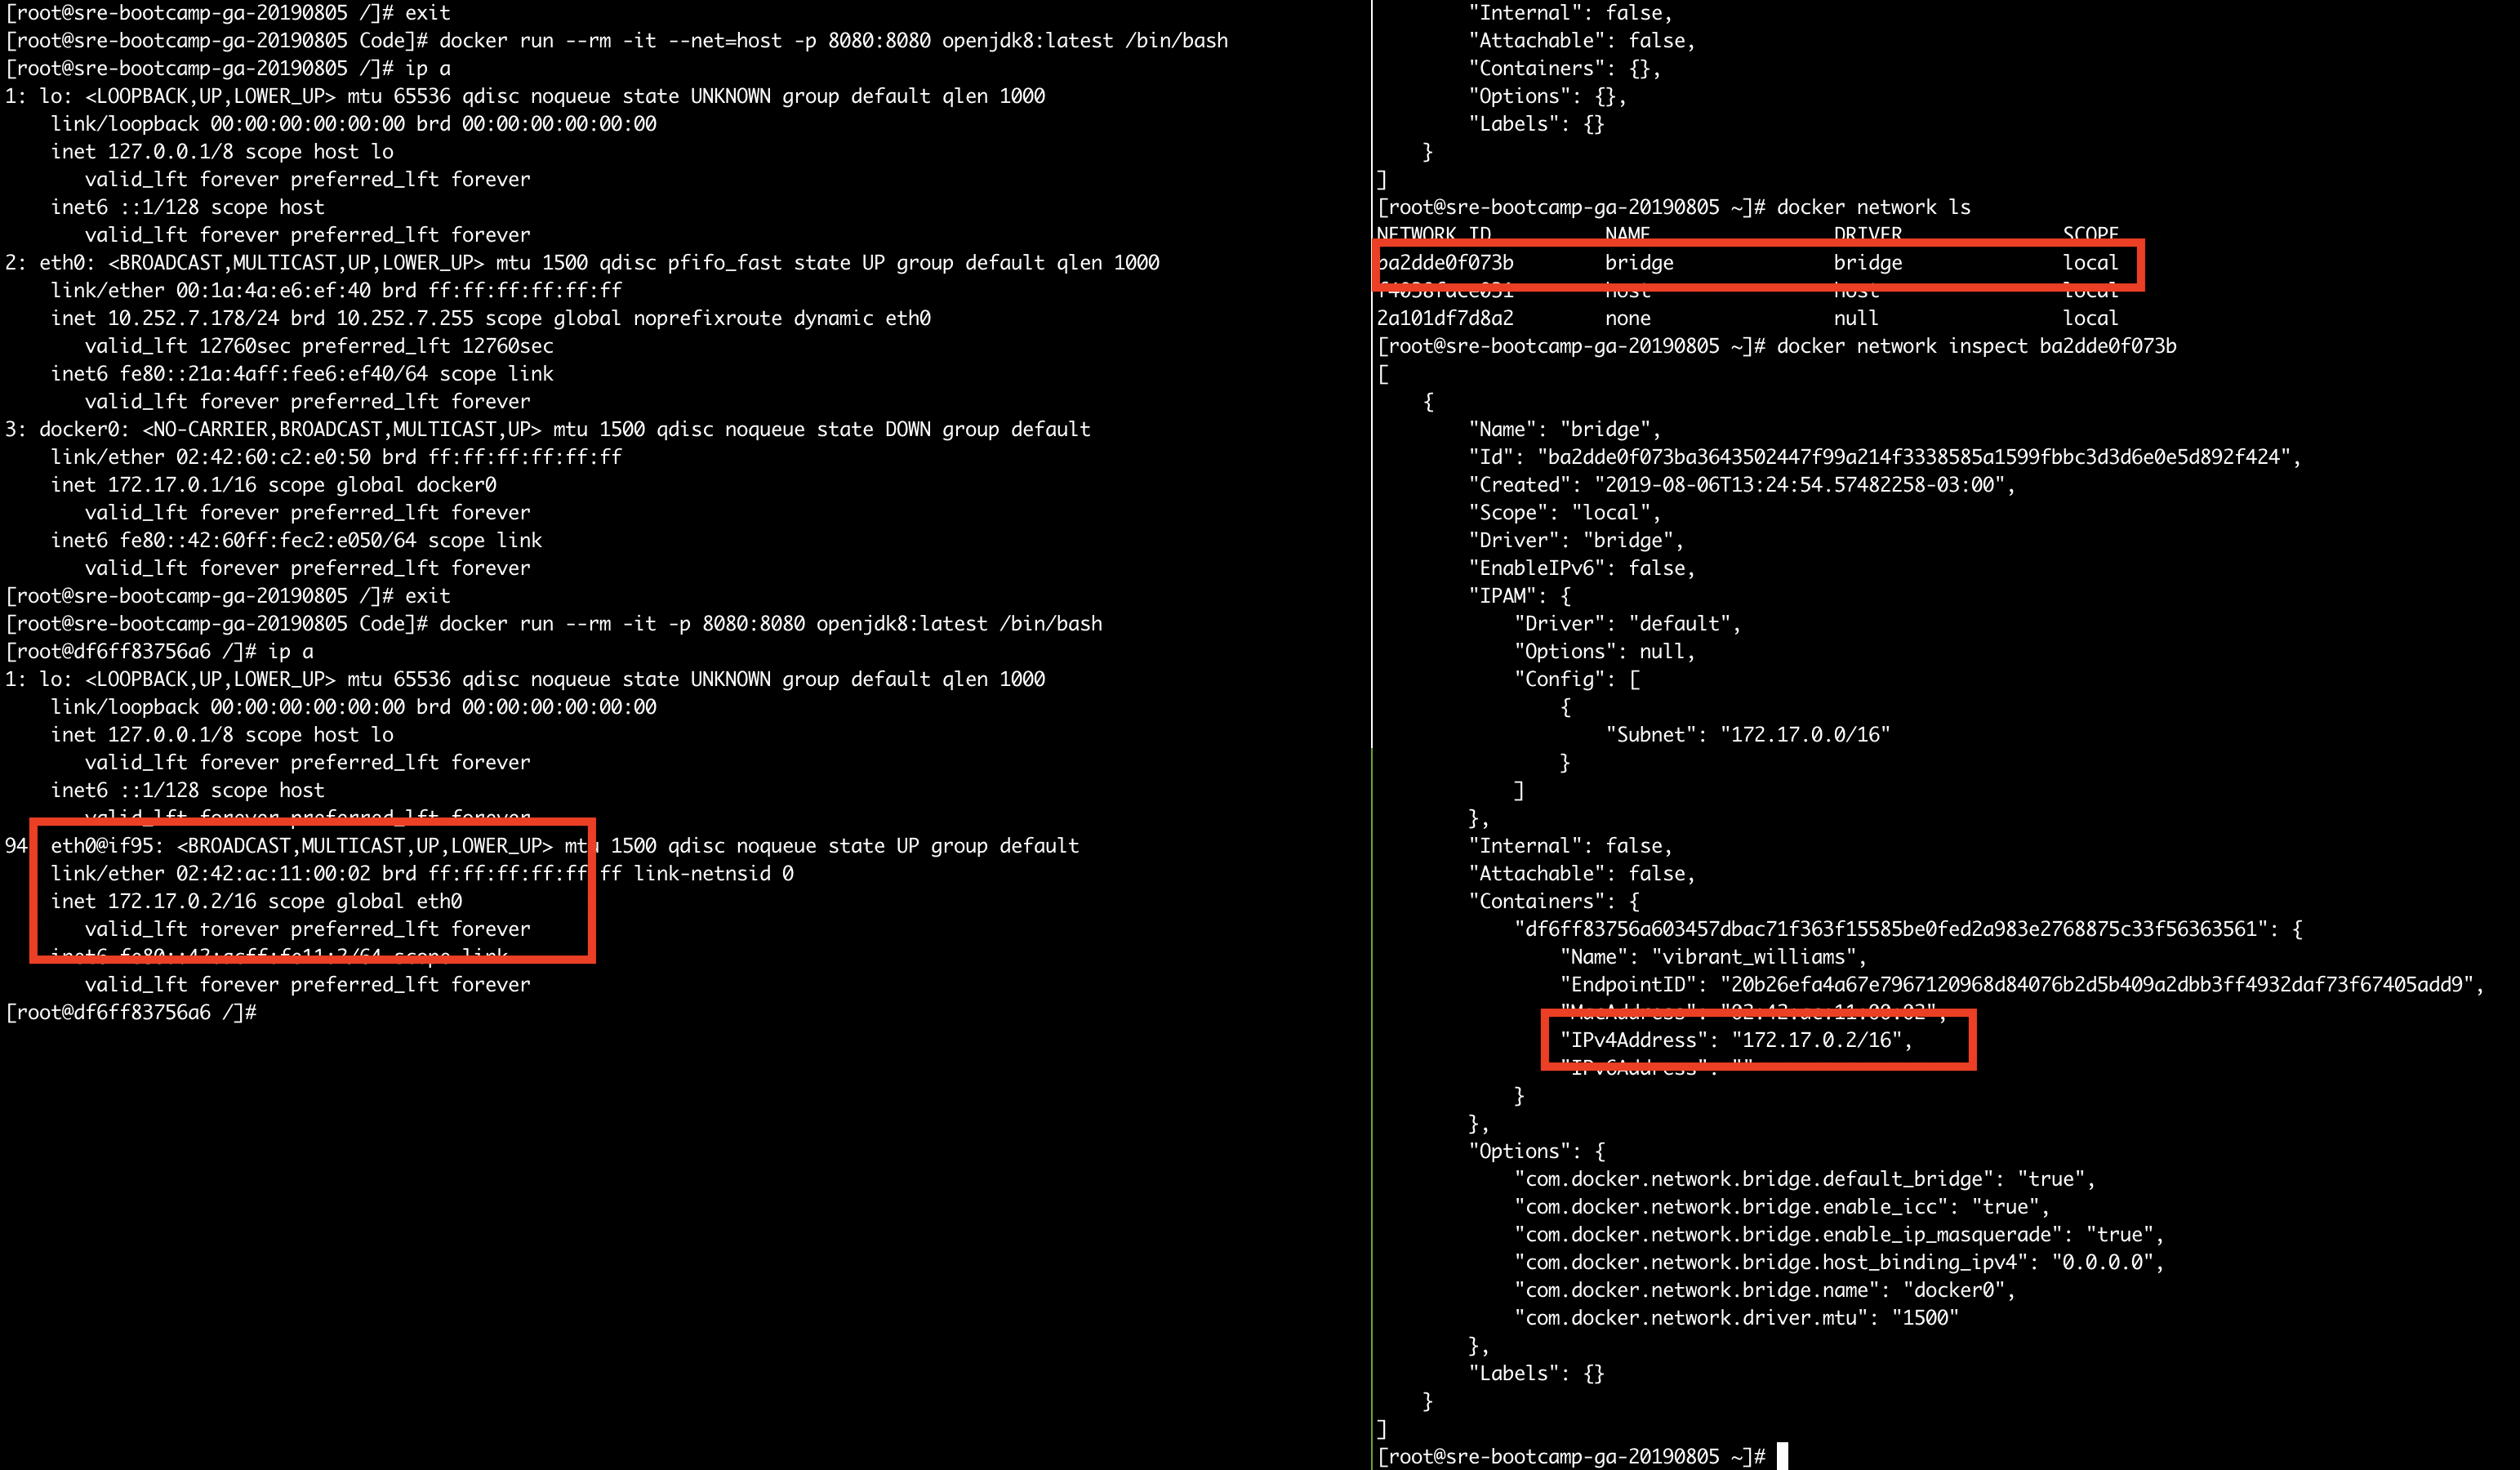 [root@sre-bootcamp-ga-20190805 /]# exit
[root@sre-bootcamp-ga-20190805 Code]# docker run --rm -it --net=host -p 8080:8080 openjdk8:latest /bin/bash
[root@sre-bootcamp-ga-20190805 /]# ip a
1: lo: <LOOPBACK,UP,LOWER_UP> mtu 65536 qdisc noqueue state UNKNOWN group default qlen 1000
    link/loopback 00:00:00:00:00:00 brd 00:00:00:00:00:00
    inet 127.0.0.1/8 scope host lo
       valid_lft forever preferred_lft forever
    inet6 ::1/128 scope host
       valid_lft forever preferred_lft forever
2: eth0: <BROADCAST,MULTICAST,UP,LOWER_UP> mtu 1500 qdisc pfifo_fast state UP group default qlen 1000
    link/ether 00:1a:4a:e6:ef:40 brd ff:ff:ff:ff:ff:ff
    inet 10.252.7.178/24 brd 10.252.7.255 scope global noprefixroute dynamic eth0
       valid_lft 12760sec preferred_lft 12760sec
    inet6 fe80::21a:4aff:fee6:ef40/64 scope link
       valid_lft forever preferred_lft forever
3: docker0: <NO-CARRIER,BROADCAST,MULTICAST,UP> mtu 1500 qdisc noqueue state DOWN group default
    link/ether 02:42:60:c2:e0:50 brd ff:ff:ff:ff:ff:ff
    inet 172.17.0.1/16 scope global docker0
       valid_lft forever preferred_lft forever
    inet6 fe80::42:60ff:fec2:e050/64 scope link
       valid_lft forever preferred_lft forever
[root@sre-bootcamp-ga-20190805 /]# exit
[root@sre-bootcamp-ga-20190805 Code]# docker run --rm -it -p 8080:8080 openjdk8:latest /bin/bash
[root@df6ff83756a6 /]# ip a
1: lo: <LOOPBACK,UP,LOWER_UP> mtu 65536 qdisc noqueue state UNKNOWN group default qlen 1000
    link/loopback 00:00:00:00:00:00 brd 00:00:00:00:00:00
    inet 127.0.0.1/8 scope host lo
       valid_lft forever preferred_lft forever
    inet6 ::1/128 scope host
       valid_lft forever preferred_lft forever
94  eth0@if95: <BROADCAST,MULTICAST,UP,LOWER_UP> mtu 1500 qdisc noqueue state UP group default
    link/ether 02:42:ac:11:00:02 brd ff:ff:ff:ff:ff:ff link-netnsid 0
    inet 172.17.0.2/16 scope global eth0
       valid_lft forever preferred_lft forever
    inet6 fe80::42:acff:fe11:2/64 scope link
       valid_lft forever preferred_lft forever
[root@df6ff83756a6 /]#
        "Internal": false,
        "Attachable": false,
        "Containers": {},
        "Options": {},
        "Labels": {}
    }
]
[root@sre-bootcamp-ga-20190805 ~]# docker network ls
NETWORK ID        NAME                DRIVER              SCOPE
ba2dde0f073b        bridge              bridge              local
f4038face031        host                host                local
2a101df7d8a2        none                null                local
[root@sre-bootcamp-ga-20190805 ~]# docker network inspect ba2dde0f073b
[
    {
        "Name": "bridge",
        "Id": "ba2dde0f073ba3643502447f99a214f3338585a1599fbbc3d3d6e0e5d892f424",
        "Created": "2019-08-06T13:24:54.57482258-03:00",
        "Scope": "local",
        "Driver": "bridge",
        "EnableIPv6": false,
        "IPAM": {
            "Driver": "default",
            "Options": null,
            "Config": [
                {
                    "Subnet": "172.17.0.0/16"
                }
            ]
        },
        "Internal": false,
        "Attachable": false,
        "Containers": {
            "df6ff83756a603457dbac71f363f15585be0fed2a983e2768875c33f56363561": {
                "Name": "vibrant_williams",
                "EndpointID": "20b26efa4a67e7967120968d84076b2d5b409a2dbb3ff4932daf73f67405add9",
                "MacAddress": "02:42:ac:11:00:02",
                "IPv4Address": "172.17.0.2/16",
                "IPv6Address": ""
            }
        },
        "Options": {
            "com.docker.network.bridge.default_bridge": "true",
            "com.docker.network.bridge.enable_icc": "true",
            "com.docker.network.bridge.enable_ip_masquerade": "true",
            "com.docker.network.bridge.host_binding_ipv4": "0.0.0.0",
            "com.docker.network.bridge.name": "docker0",
            "com.docker.network.driver.mtu": "1500"
        },
        "Labels": {}
    }
]
[root@sre-bootcamp-ga-20190805 ~]#